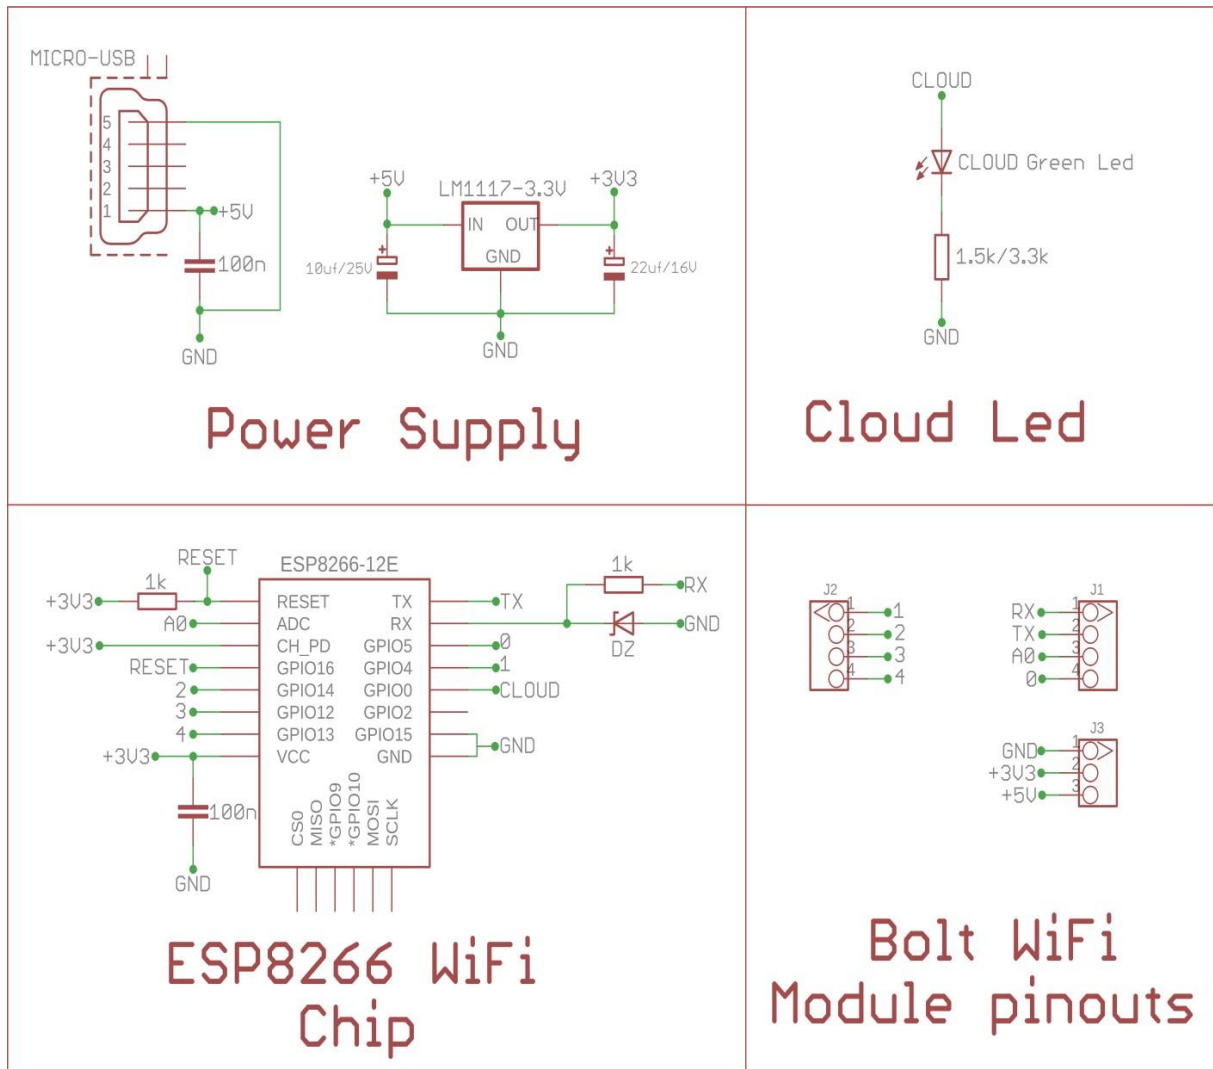 MICRO-USB
5
4
3
2
1
+5V
100n
GND
+5V
LM1117-3.3V
+3V3
IN OUT
GND
+
10uf/25V
+
22uf/16V
GND
Power Supply
CLOUD
CLOUD Green Led
1.5k/3.3k
GND
Cloud Led
RESET
ESP8266-12E
1k
+3V3
RESET
TX
TX
1k
RX
A0
ADC
RX
DZ
GND
+3V3
CH_PD
GPIO5
0
RESET
GPIO16
GPIO4
1
2
GPIO14
GPIO0
CLOUD
3
GPIO12
GPIO2
4
GPIO13
GPIO15
GND
+3V3
VCC
GND
100n
GND
CS0
MISO
*GPIO9
*GPIO10
MOSI
SCLK
ESP8266 WiFi
Chip
J2
1 1
2 2
3 3
4 4
J1
RX 1
TX 2
A0 3
0 4
J3
GND 1
+3V3 2
+5V 3
Bolt WiFi
Module pinouts